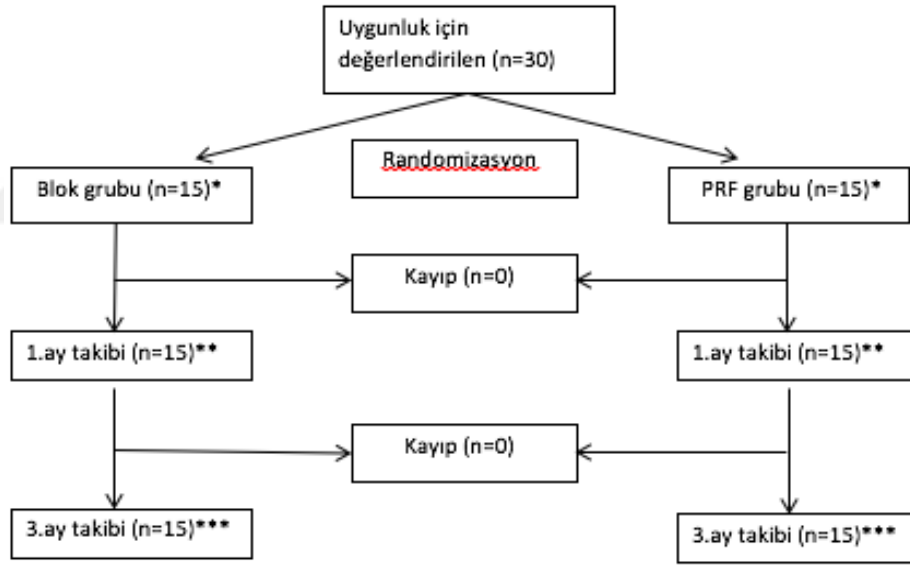 Uygunluk için
değerlendirilen (n=30)
Randomizasyon
Blok grubu (n=15)*
PRF grubu (n=15)*
Kayıp (n=0)
1.ay takibi (n=15)**
1.ay takibi (n=15)**
Kayıp (n=0)
3.ay takibi (n=15)***
3.ay takibi (n=15)***